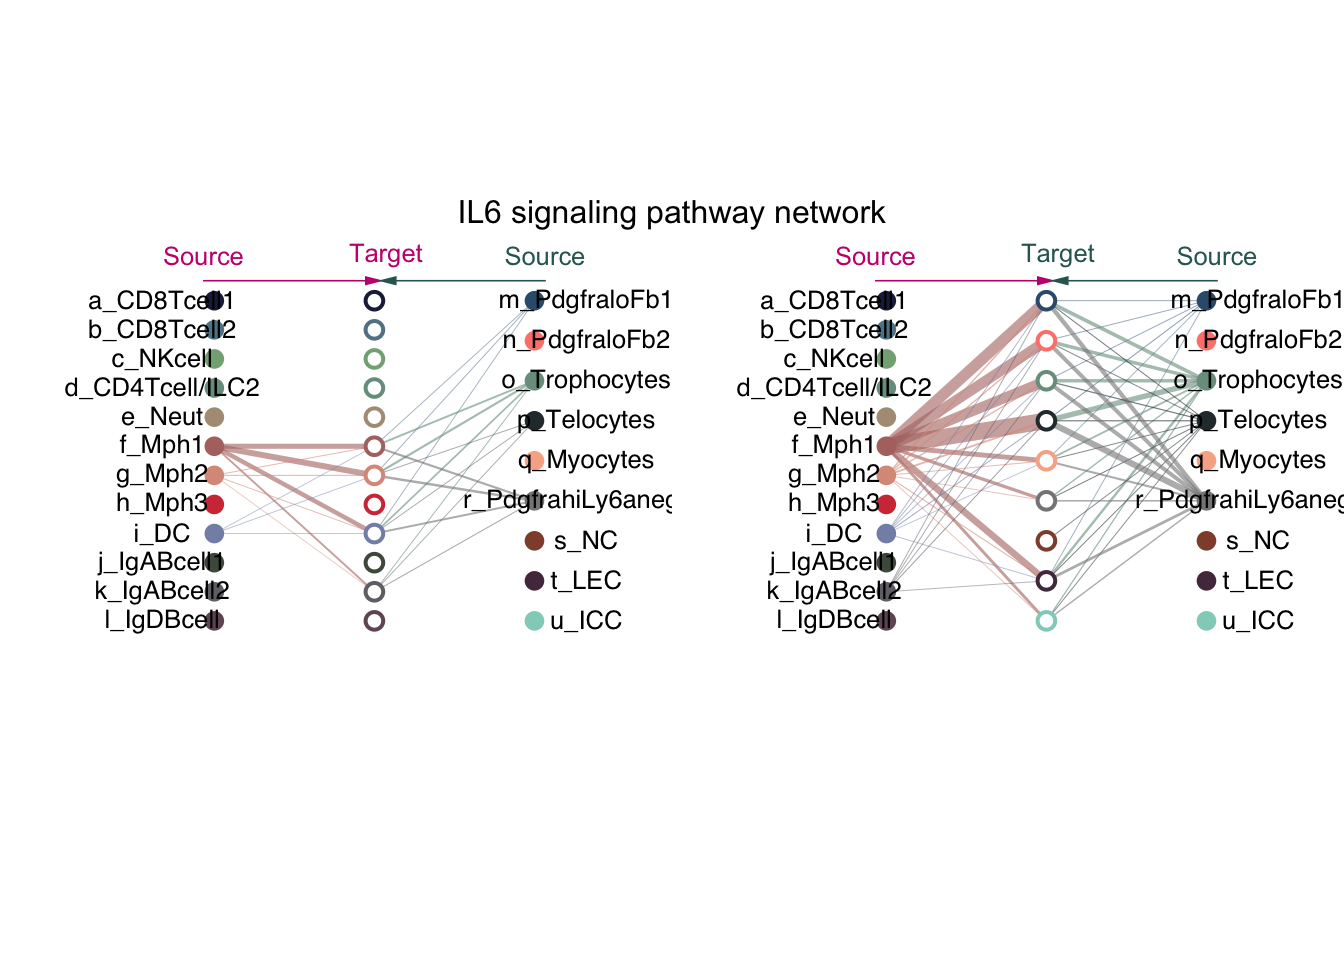 IL6 signaling pathway network
Source Target Source
a_CD8Tcell1
b_CD8Tcell2
c_NKcell
d_CD4Tcell/ILC2
e_Neut
f_Mph1
g_Mph2
h_Mph3
i_DC
j_IgABcell1
k_IgABcell2
l_IgDBcell
m_PdgfraloFb1
n_PdgfraloFb2
o_Trophocytes
p_Telocytes
q_Myocytes
r_PdgfrahiLy6aneg
s_NC
t_LEC
u_ICC
Source Target Source
a_CD8Tcell1
b_CD8Tcell2
c_NKcell
d_CD4Tcell/ILC2
e_Neut
f_Mph1
g_Mph2
h_Mph3
i_DC
j_IgABcell1
k_IgABcell2
l_IgDBcell
m_PdgfraloFb1
n_PdgfraloFb2
o_Trophocytes
p_Telocytes
q_Myocytes
r_PdgfrahiLy6aneg
s_NC
t_LEC
u_ICC